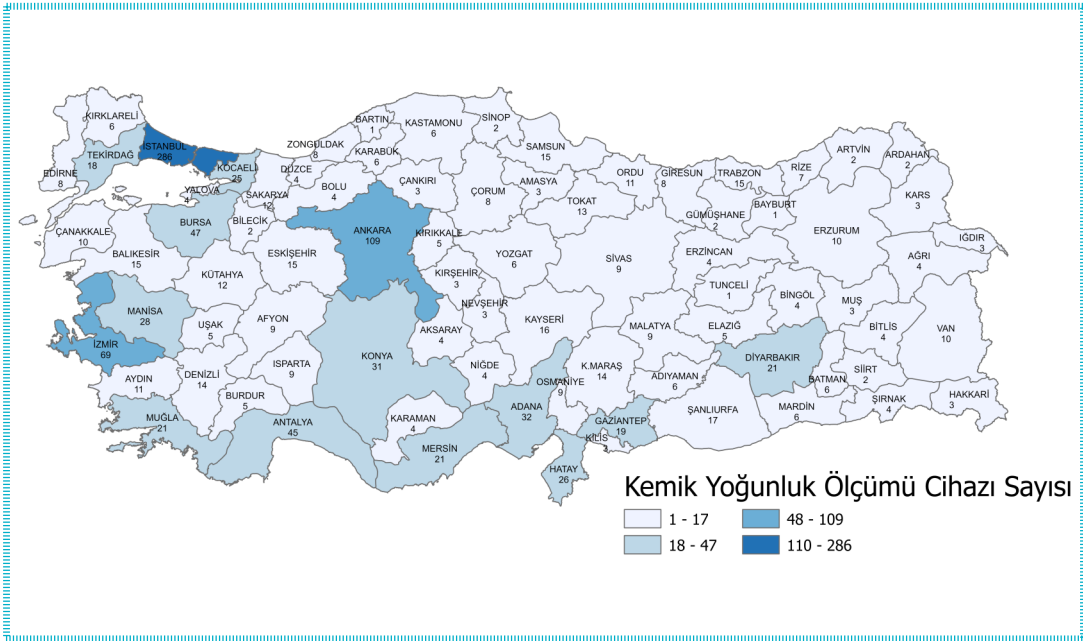 KIRKLARELİ
6
EDİRNE
8
TEKİRDAĞ
18
İSTANBUL
286
KOCAELİ
25
YALOVA
4
SAKARYA
12
DÜZCE
4
ZONGULDAK
8
BARTIN
1
KARABÜK
6
KASTAMONU
6
SİNOP
2
SAMSUN
15
BOLU
4
ÇANKIRI
3
ÇORUM
8
AMASYA
3
TOKAT
13
ORDU
11
GİRESUN
8
TRABZON
15
RİZE
7
ARTVİN
2
ARDAHAN
2
KARS
3
IĞDIR
3
AĞRI
4
ERZURUM
10
BAYBURT
1
GÜMÜŞHANE
2
ERZİNCAN
4
SİVAS
9
YOZGAT
6
KIRIKKALE
5
ANKARA
109
ESKİŞEHİR
15
BİLECİK
2
BURSA
47
ÇANAKKALE
10
BALIKESİR
15
KÜTAHYA
12
MANİSA
28
İZMİR
69
UŞAK
5
AFYON
9
KIRŞEHİR
3
NEVŞEHİR
3
AKSARAY
4
KAYSERİ
16
MALATYA
9
TUNCELİ
1
ELAZIĞ
5
BİNGÖL
4
MUŞ
3
BİTLİS
4
VAN
10
HAKKARİ
3
ŞIRNAK
4
SİİRT
2
BATMAN
6
DİYARBAKIR
21
MARDİN
6
ŞANLIURFA
17
ADIYAMAN
6
K.MARAŞ
14
GAZİANTEP
19
KİLİS
OSMANİYE
9
HATAY
26
ADANA
32
NİĞDE
4
MERSİN
21
KARAMAN
4
KONYA
31
ISPARTA
9
BURDUR
5
ANTALYA
45
DENİZLİ
14
AYDIN
11
MUĞLA
21
Kemik Yoğunluk Ölçümü Cihazı Sayısı
1 - 17
48 - 109
18 - 47
110 - 286